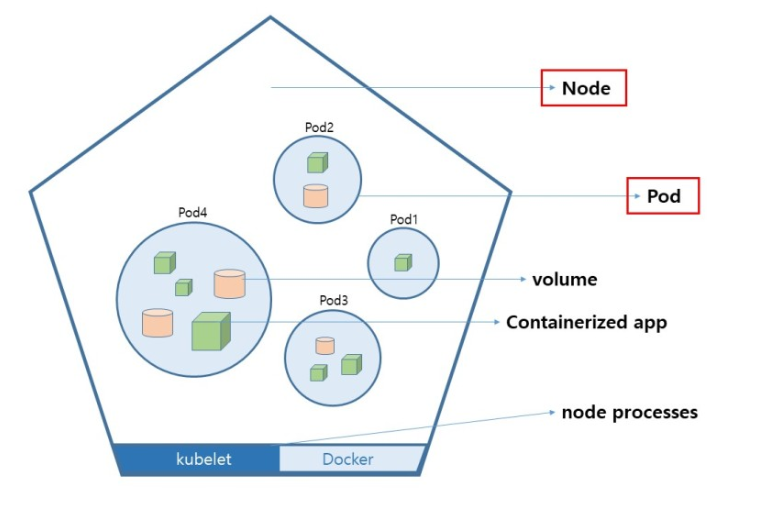 Node
Pod2
Pod
Pod4
Pod1
volume
Pod3
Containerized app
node processes
kubelet
Docker